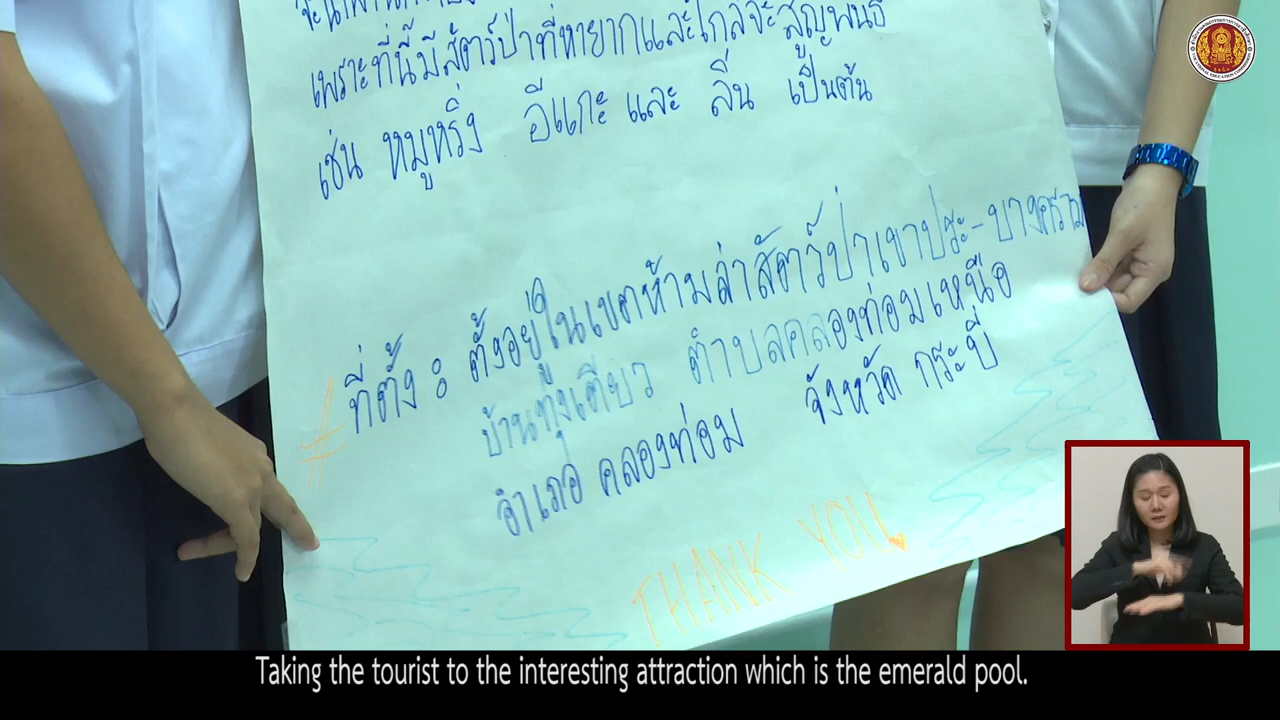 เพราะที่นี้มีสัตว์ป่าที่หายากและใกล้จะสูญพันธ์
เช่น หมูหริ่ง อีแกะ และ ลิ่น เป็นต้น
# ที่ตั้ง : ตั้งอยู่ในเขตห้ามล่าสัตว์ป่าเขาประ-บางคราม
บ้านทุ่งเตียว ตำบลคลองท่อมเหนือ
อำเภอ คลองท่อม จังหวัด กระบี่
THANK YOU
Taking the tourist to the interesting attraction which is the emerald pool.